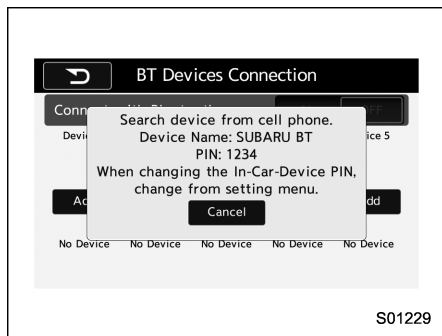 BT Devices Connection
Search device from cell phone.
Device Name: SUBARU BT
PIN: 1234
When changing the In-Car-Device PIN,
change from setting menu.
Cancel
No Device No Device No Device No Device No Device
S01229